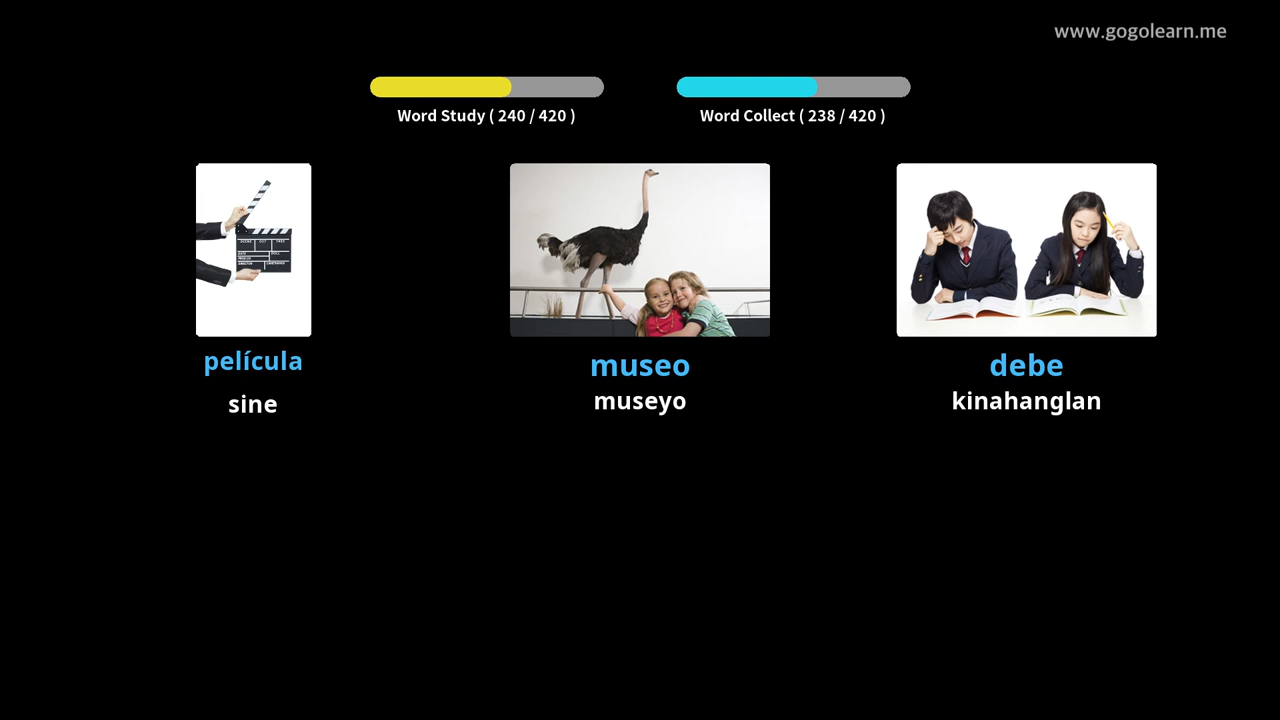 www.gogolearn.me
Word Study ( 240 / 420 )
Word Collect ( 238 / 420 )
película
museo
debe
sine
museyo
kinahanglan